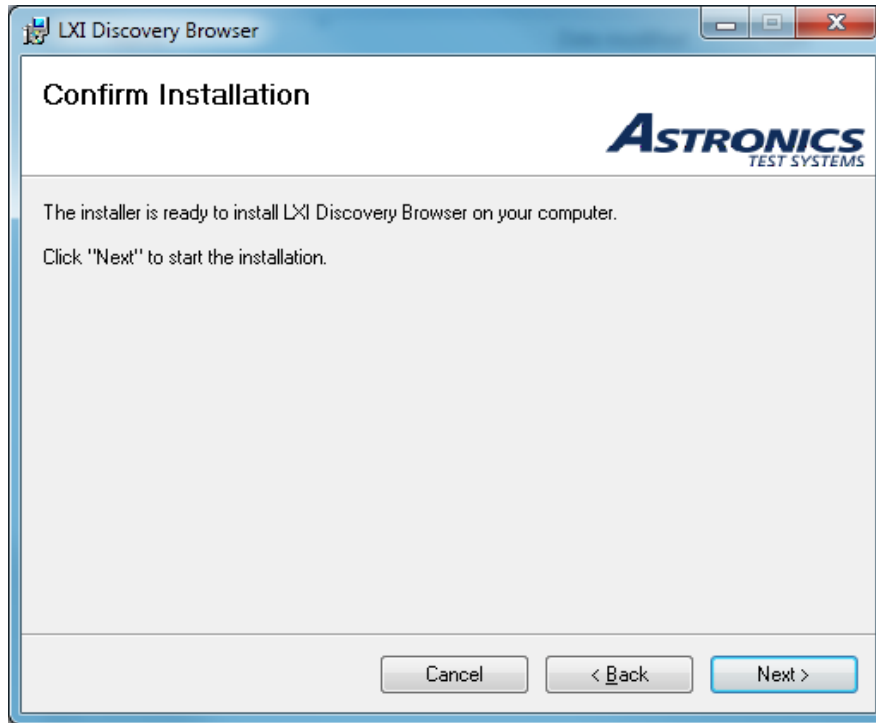 LXI Discovery Browser
Confirm Installation
ASTRONICS
TEST SYSTEMS
The installer is ready to install LXI Discovery Browser on your computer.
Click "Next" to start the installation.
Cancel
< Back
Next >